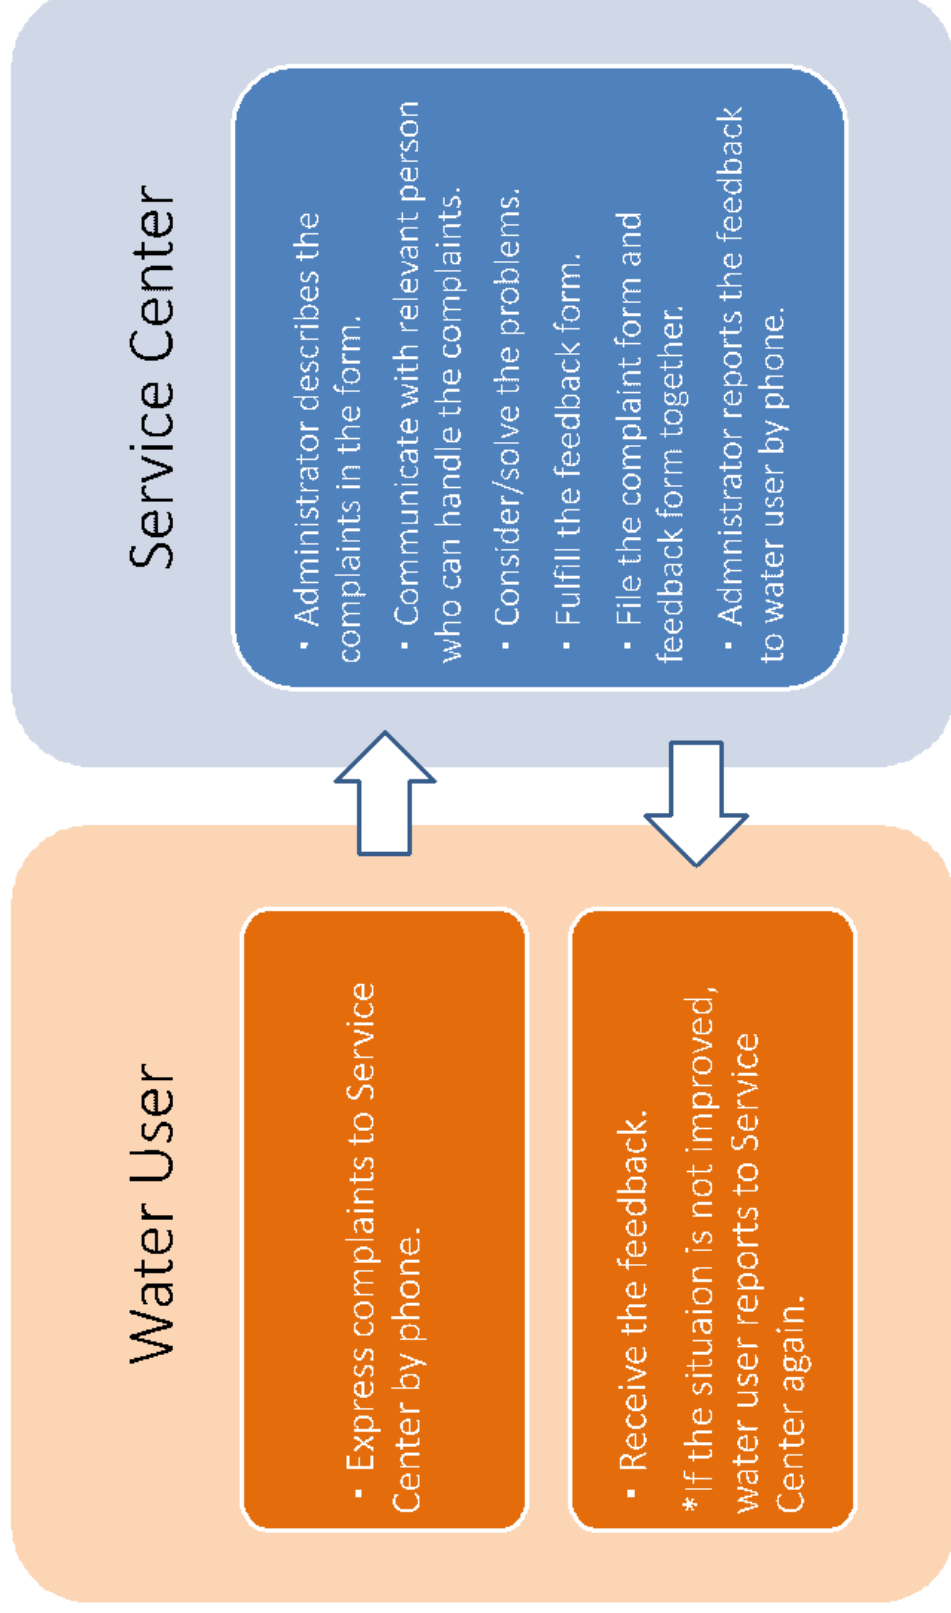 Water User
• Express complaints to Service
Center by phone.
• Receive the feedback.
*If the situaion is not improved,
water user reports to Service
Center again.
Service Center
• Administrator describes the
complaints in the form.
• Communicate with relevant person
who can handle the complaints.
• Consider/solve the problems.
• Fulfill the feedback form.
• File the complaint form and
feedback form together.
• Admnistrator reports the feedback
to water user by phone.